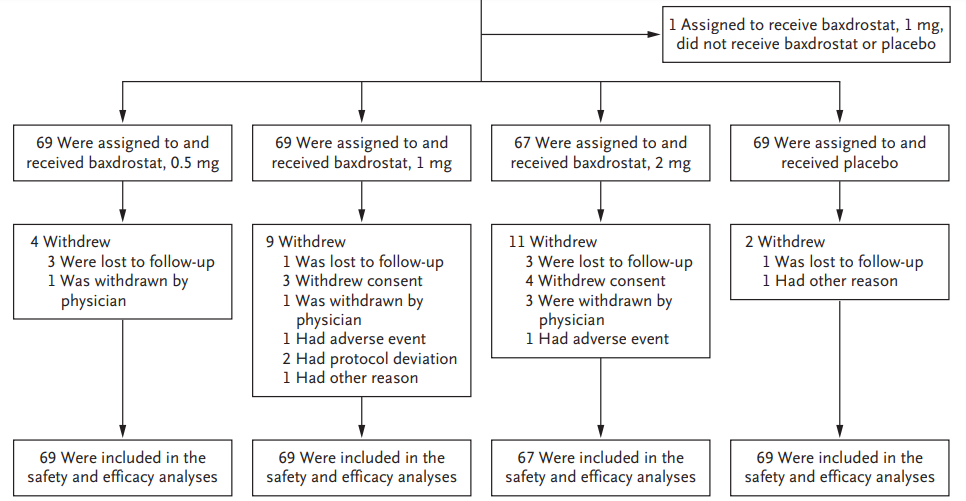 1 Assigned to receive baxdrostat, 1 mg,
did not receive baxdrostat or placebo
69 Were assigned to and
received baxdrostat, 0.5 mg
69 Were assigned to and
received baxdrostat, 1 mg
67 Were assigned to and
received baxdrostat, 2 mg
69 Were assigned to and
received placebo
4 Withdrew
3 Were lost to follow-up
1 Was withdrawn by
physician
9 Withdrew
1 Was lost to follow-up
3 Withdrew consent
1 Was withdrawn by
physician
1 Had adverse event
2 Had protocol deviation
1 Had other reason
11 Withdrew
3 Were lost to follow-up
4 Withdrew consent
3 Were withdrawn by
physician
1 Had adverse event
2 Withdrew
1 Was lost to follow-up
1 Had other reason
69 Were included in the
safety and efficacy analyses
69 Were included in the
safety and efficacy analyses
67 Were included in the
safety and efficacy analyses
69 Were included in the
safety and efficacy analyses